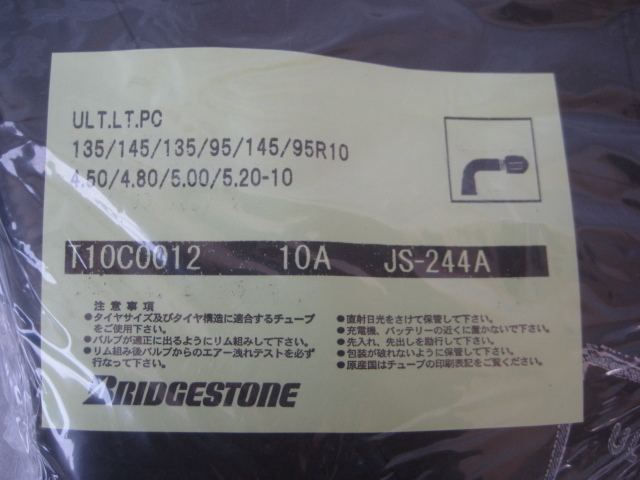 ULT.LT.PC
135/145/135/95/145/95R10
4.50/4.80/5.00/5.20-10
T10C0012 10A JS-244A
注意事項
●タイヤサイズ及びタイヤ構造に適合するチューブ
をご使用下さい。
●バルブが適正に出るようにリム組みして下さい。
●リム組み後バルブからのエアー洩れテストを必ず
行なって下さい。
●直射日光をさけて保管して下さい。
●充電機、バッテリーの近くに置かないで下さい。
●先入れ、先出しを励行して下さい。
●包装が破れないように保管して下さい。
●原産国はチューブの印刷表記をご覧ください。
BRIDGESTONE